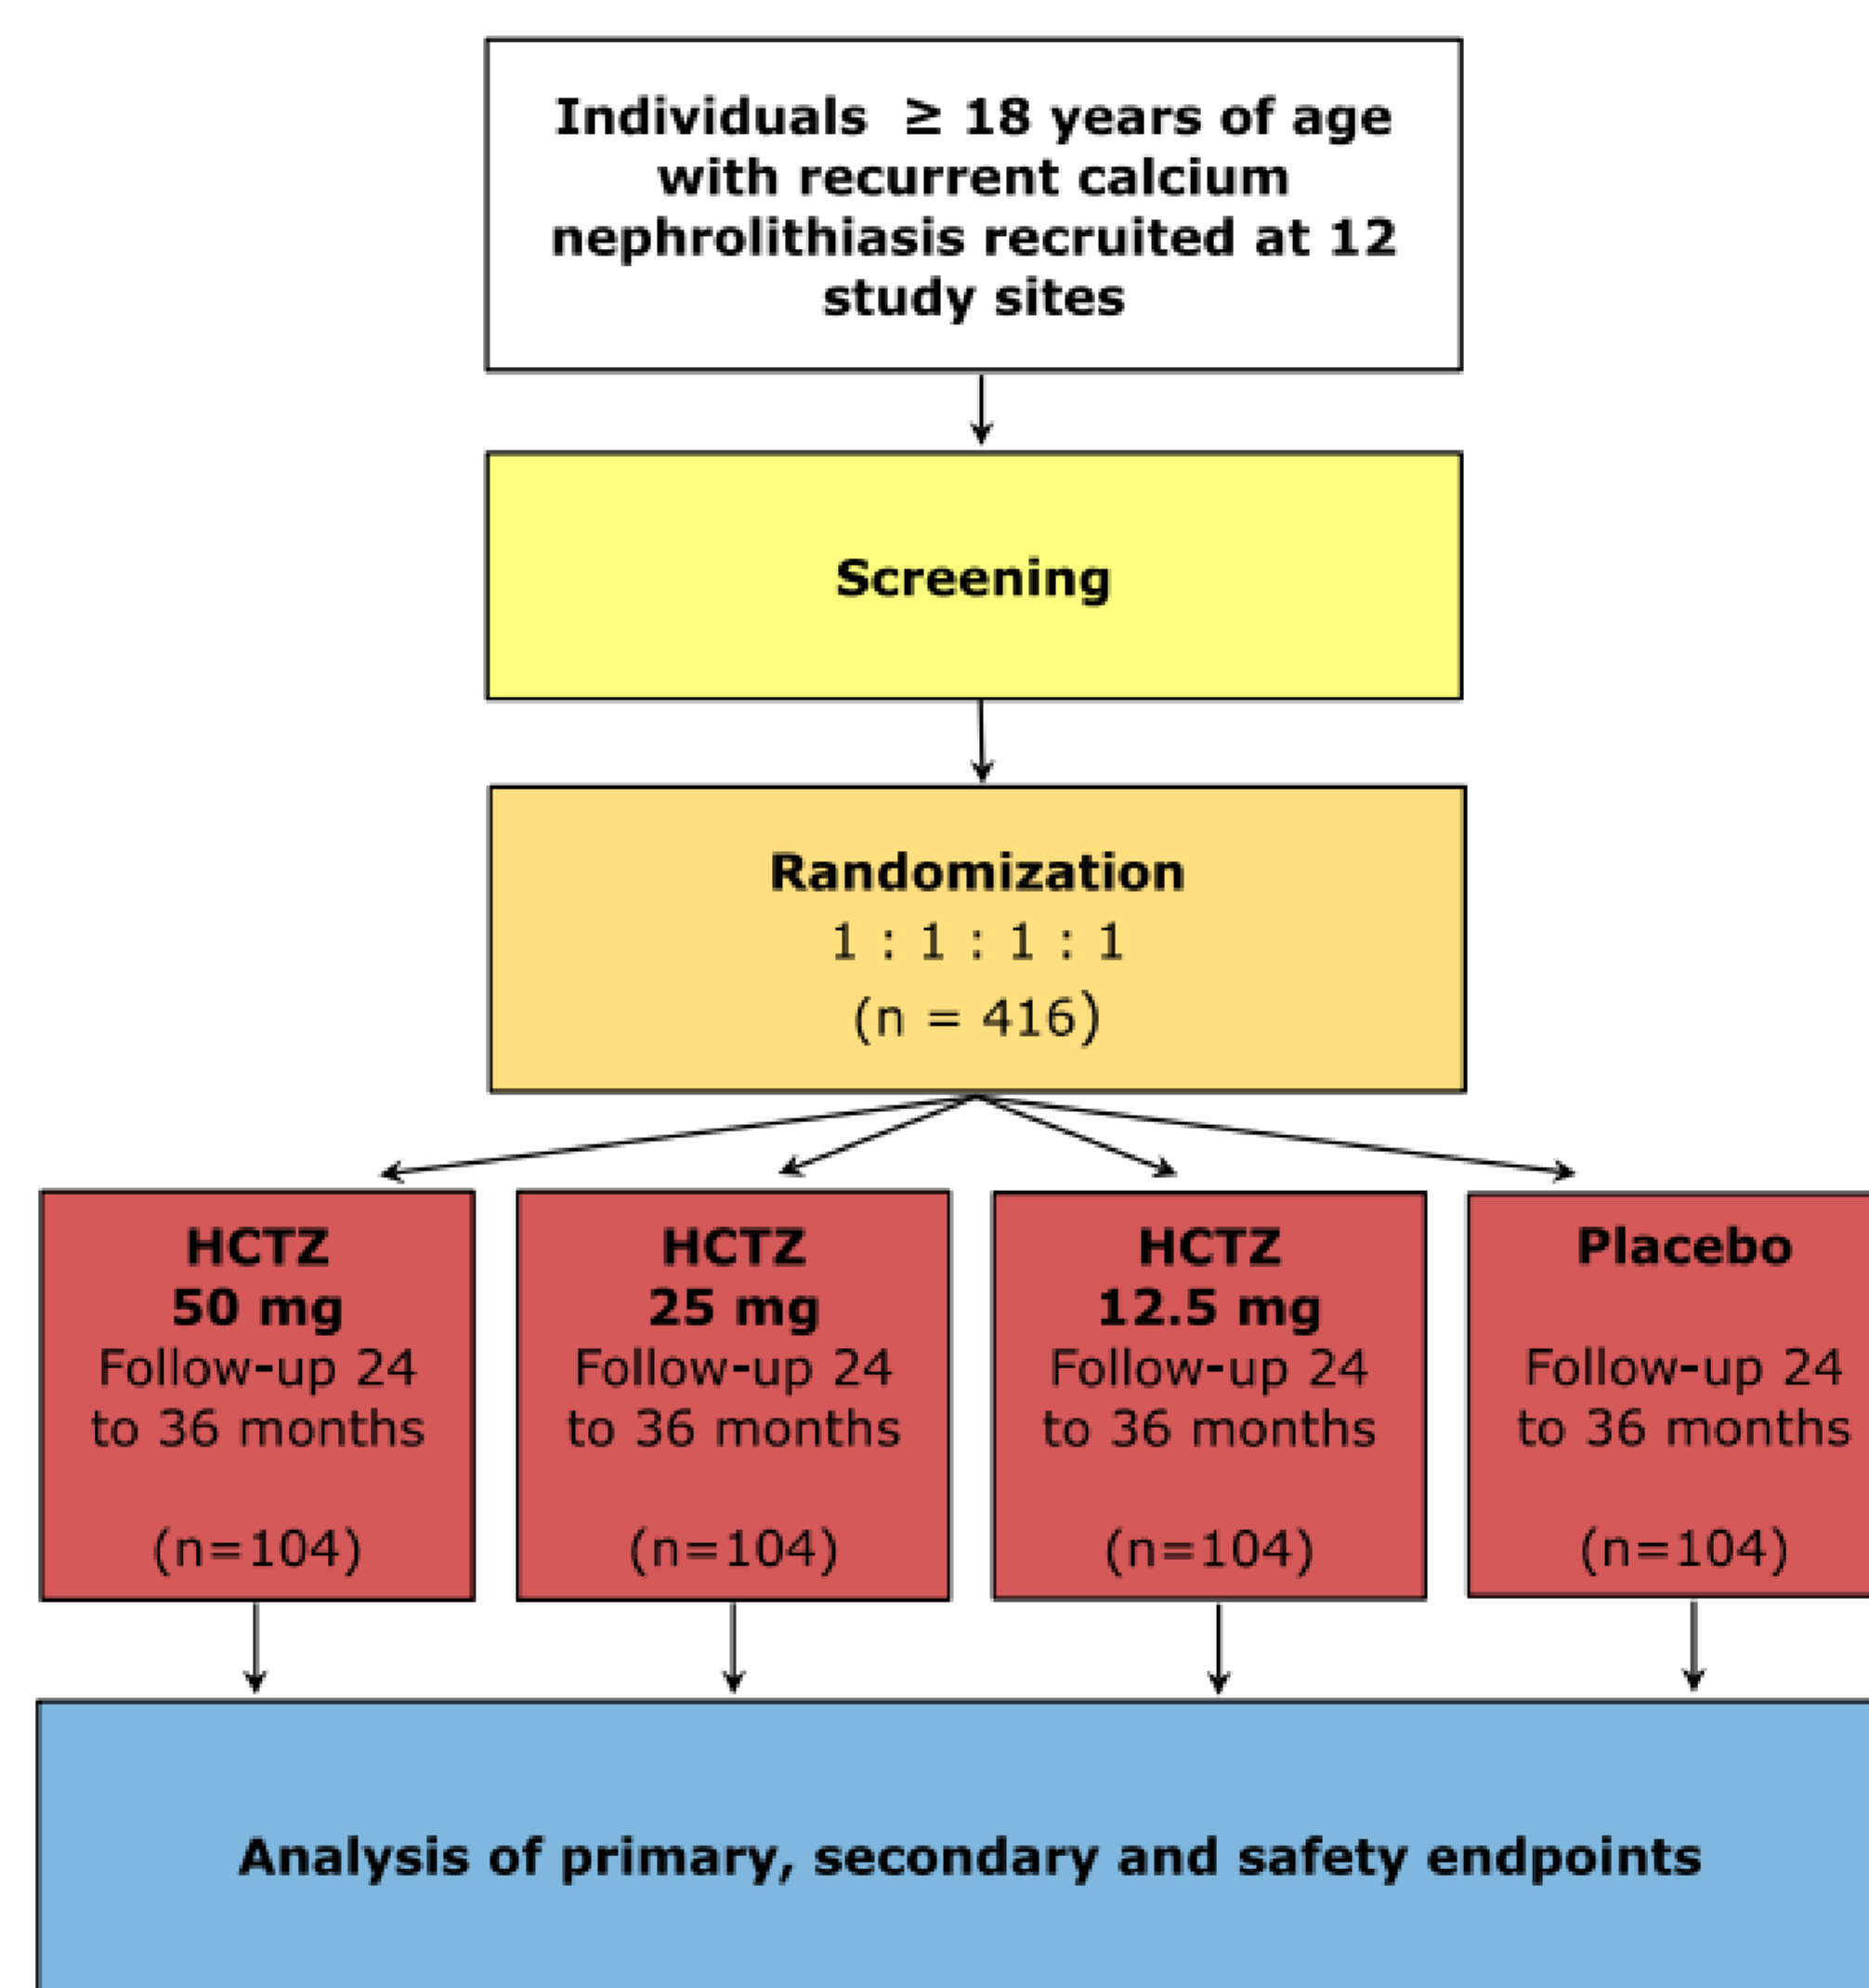 Individuals ≥ 18 years of age
with recurrent calcium
nephrolithiasis recruited at 12
study sites
Screening
Randomization
1 : 1 : 1 : 1
(n = 416)
HCTZ
50 mg
Follow-up 24
to 36 months
(n=104)
HCTZ
25 mg
Follow-up 24
to 36 months
(n=104)
HCTZ
12.5 mg
Follow-up 24
to 36 months
(n=104)
Placebo
Follow-up 24
to 36 months
(n=104)
Analysis of primary, secondary and safety endpoints